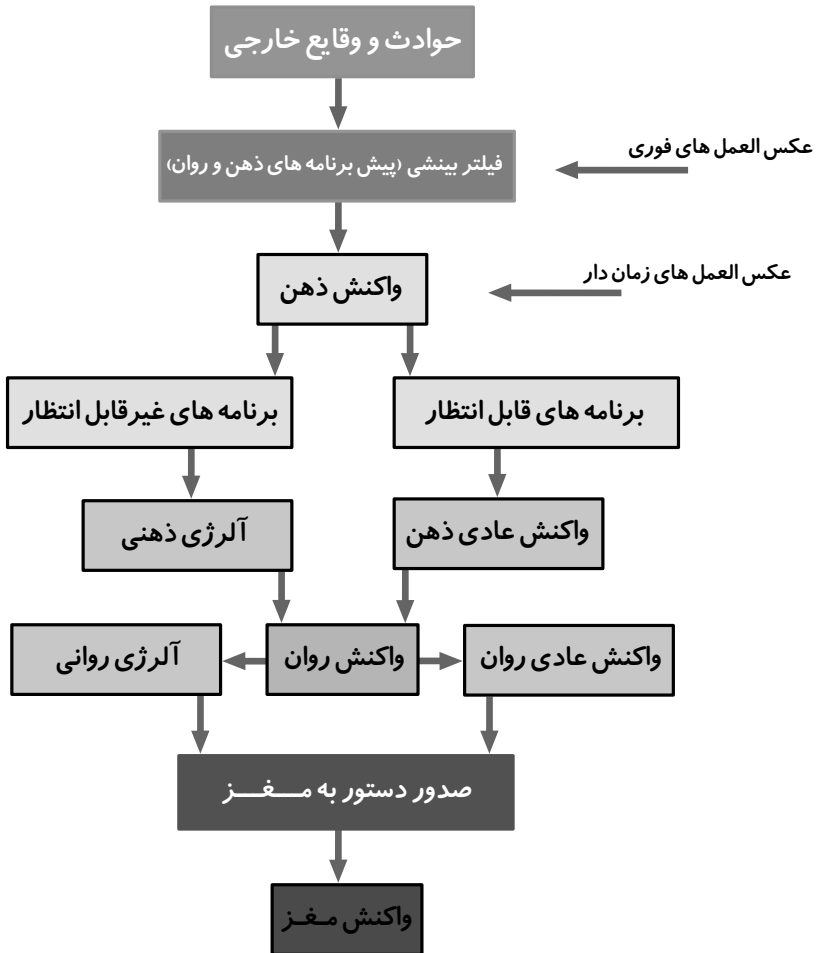 حوادث و وقایع خارجی
فیلتر بینشی (پیش برنامه های ذهن و روان)
عکس العمل های فوری
واکنش ذهن
عکس العمل های زمان دار
برنامه های قابل انتظار
برنامه های غیرقابل انتظار
واکنش عادی ذهن
آلرژی ذهنی
واکنش عادی روان
واکنش روان
آلرژی روانی
صدور دستور به مـــغـــز
واکنش مـغـز